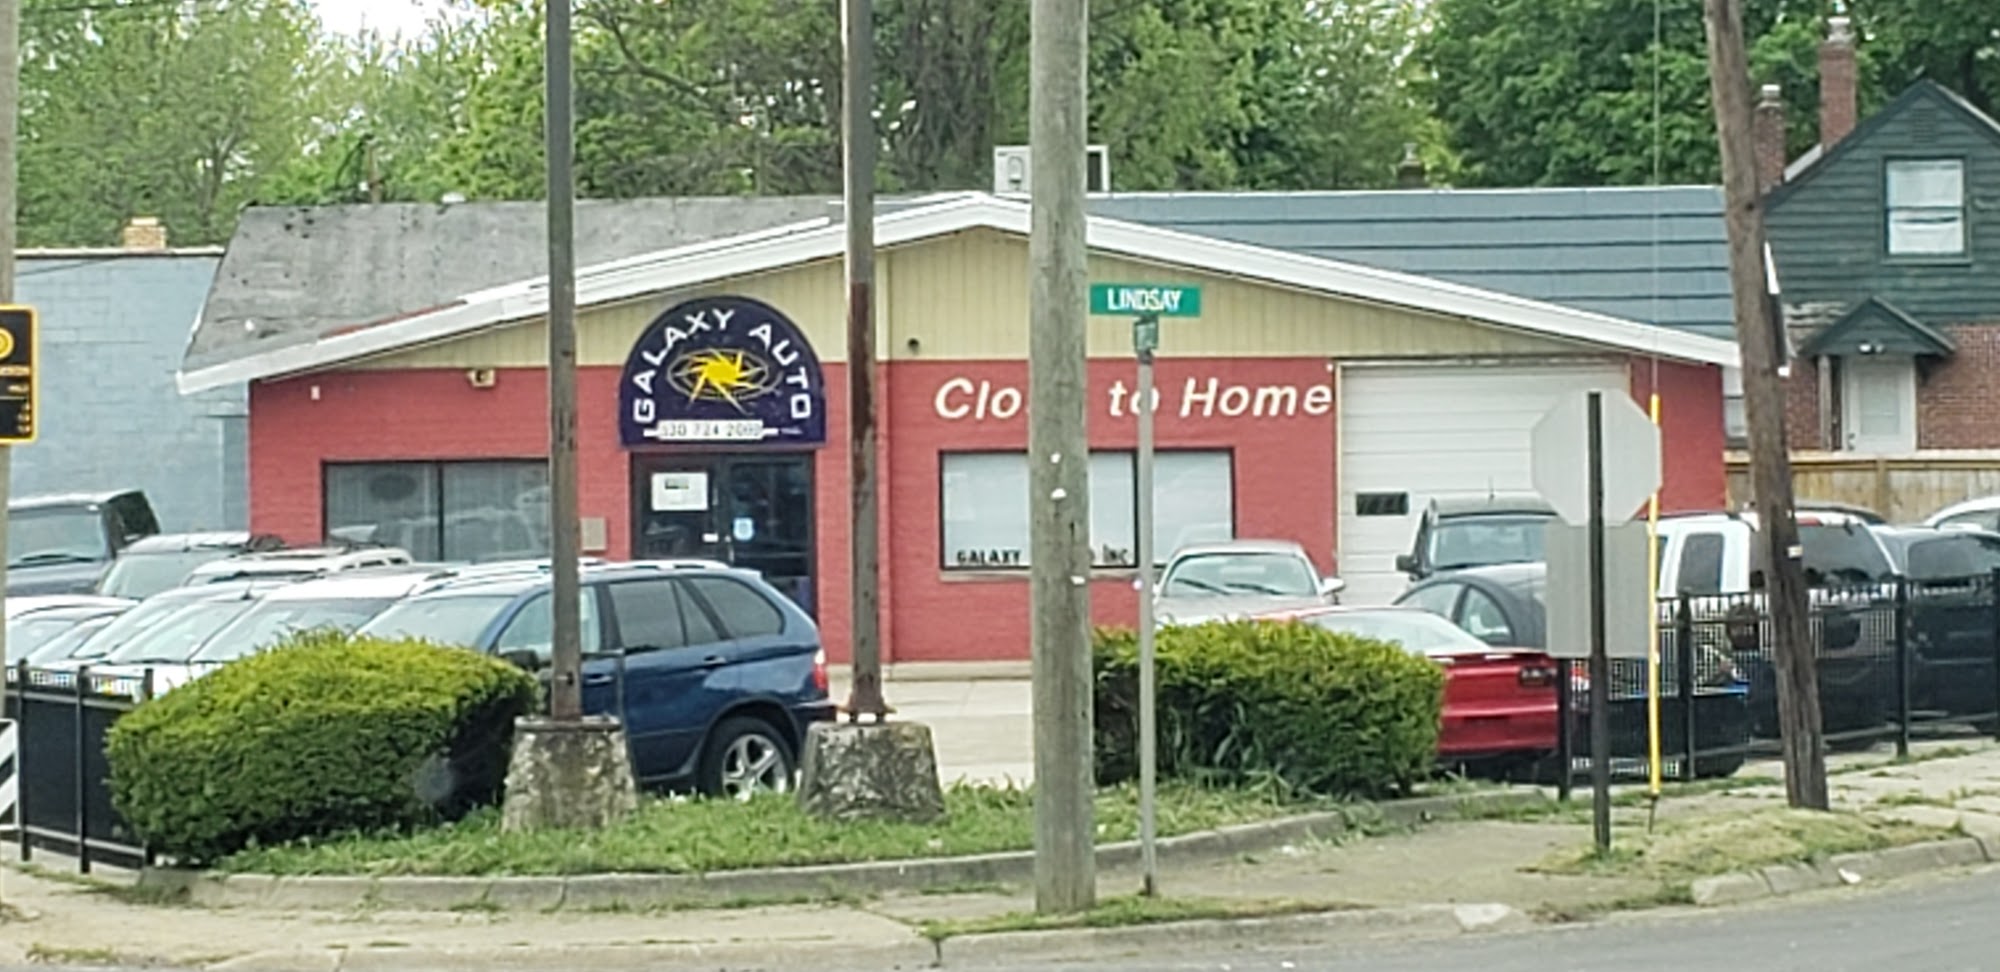 LINDSAY
GALAXY AUTO
330 724 2000
Clo to Home
GALAXY INC.